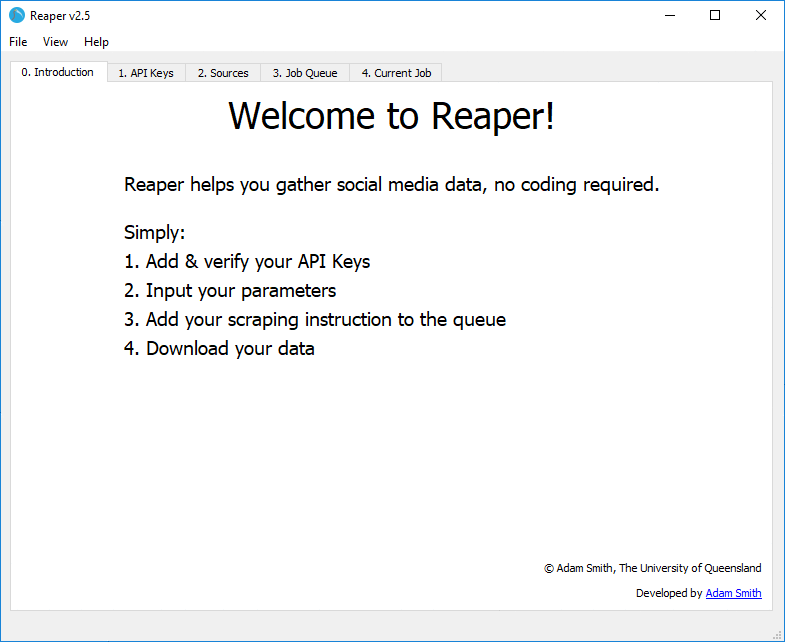 Reaper v2.5
File View Help
0. Introduction 1. API Keys 2. Sources 3. Job Queue 4. Current Job
Welcome to Reaper!
Reaper helps you gather social media data, no coding required.
Simply:
1. Add & verify your API Keys
2. Input your parameters
3. Add your scraping instruction to the queue
4. Download your data
© Adam Smith, The University of Queensland
Developed by Adam Smith